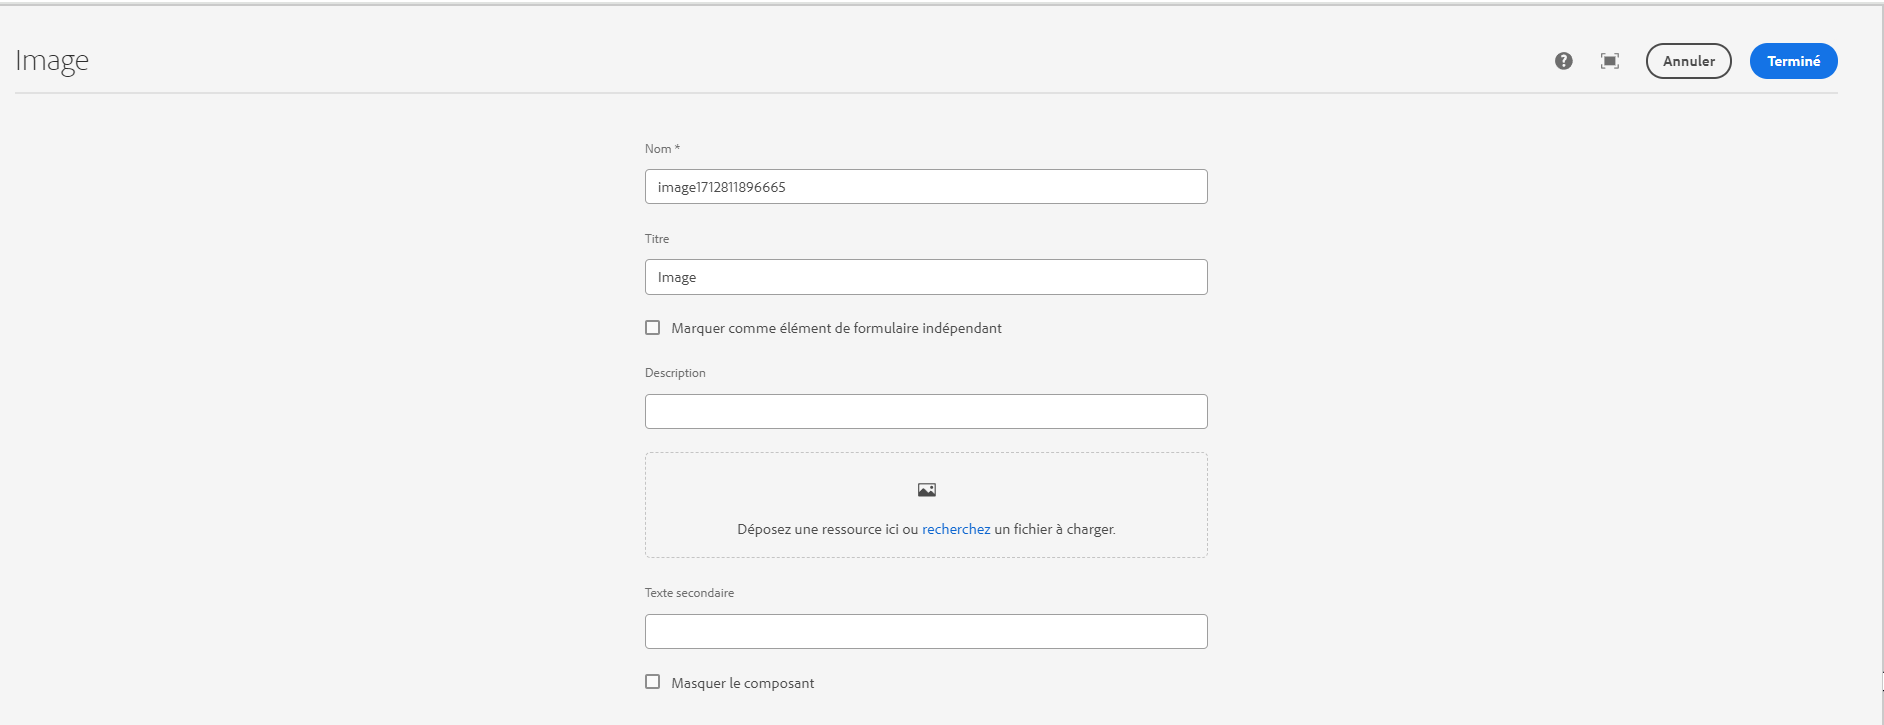 Image
Annuler
Terminé
Nom *
image1712811896665
Titre
Image
Marquer comme élément de formulaire indépendant
Description
Déposez une ressource ici ou recherchez un fichier à charger.
Texte secondaire
Masquer le composant